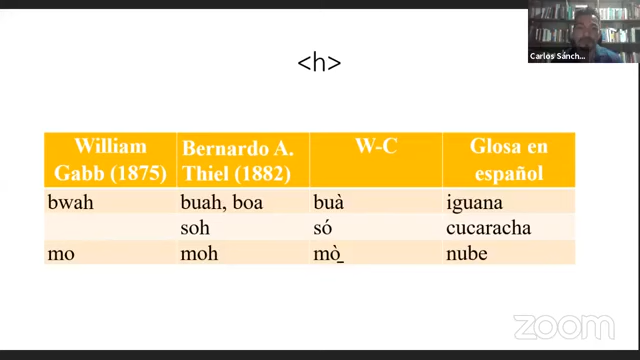 Carlos Sánch...
<h>
William Gabb (1875) Bernardo A. Thiel (1882) W-C Glosa en español
bwah buah, boa buà iguana
soh só cucaracha
mo moh mò̲ nube
zoom